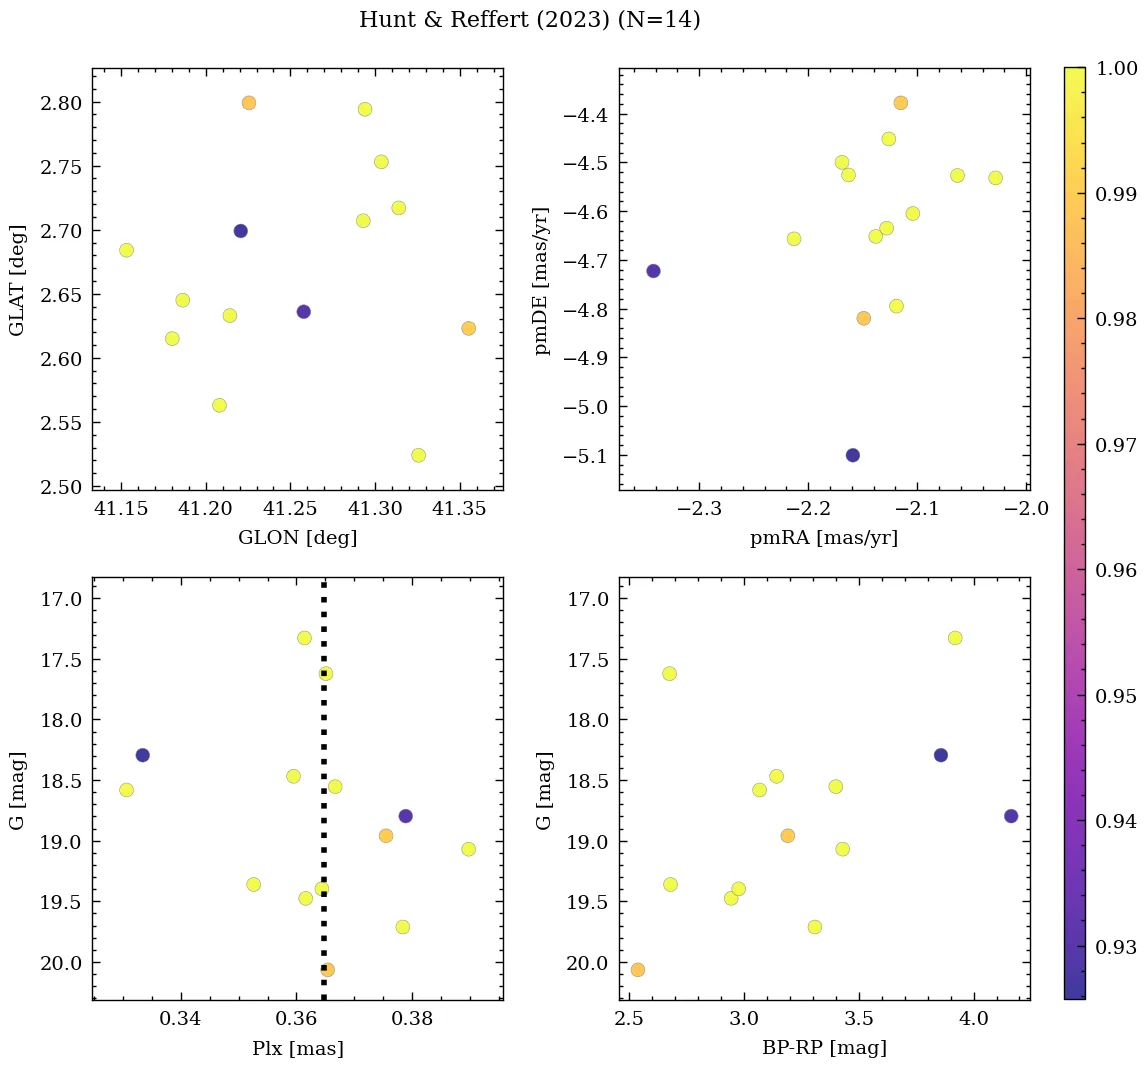 Hunt & Reffert (2023) (N=14)
2.80
2.75
2.70
2.65
2.60
2.55
2.50
GLAT [deg]
41.15 41.20 41.25 41.30 41.35
GLON [deg]
−4.4
−4.5
−4.6
−4.7
−4.8
−4.9
−5.0
−5.1
pmDE [mas/yr]
−2.3 −2.2 −2.1 −2.0
pmRA [mas/yr]
17.0
17.5
18.0
18.5
19.0
19.5
20.0
G [mag]
0.34 0.36 0.38
Plx [mas]
17.0
17.5
18.0
18.5
19.0
19.5
20.0
G [mag]
2.5 3.0 3.5 4.0
BP-RP [mag]
1.00
0.99
0.98
0.97
0.96
0.95
0.94
0.93